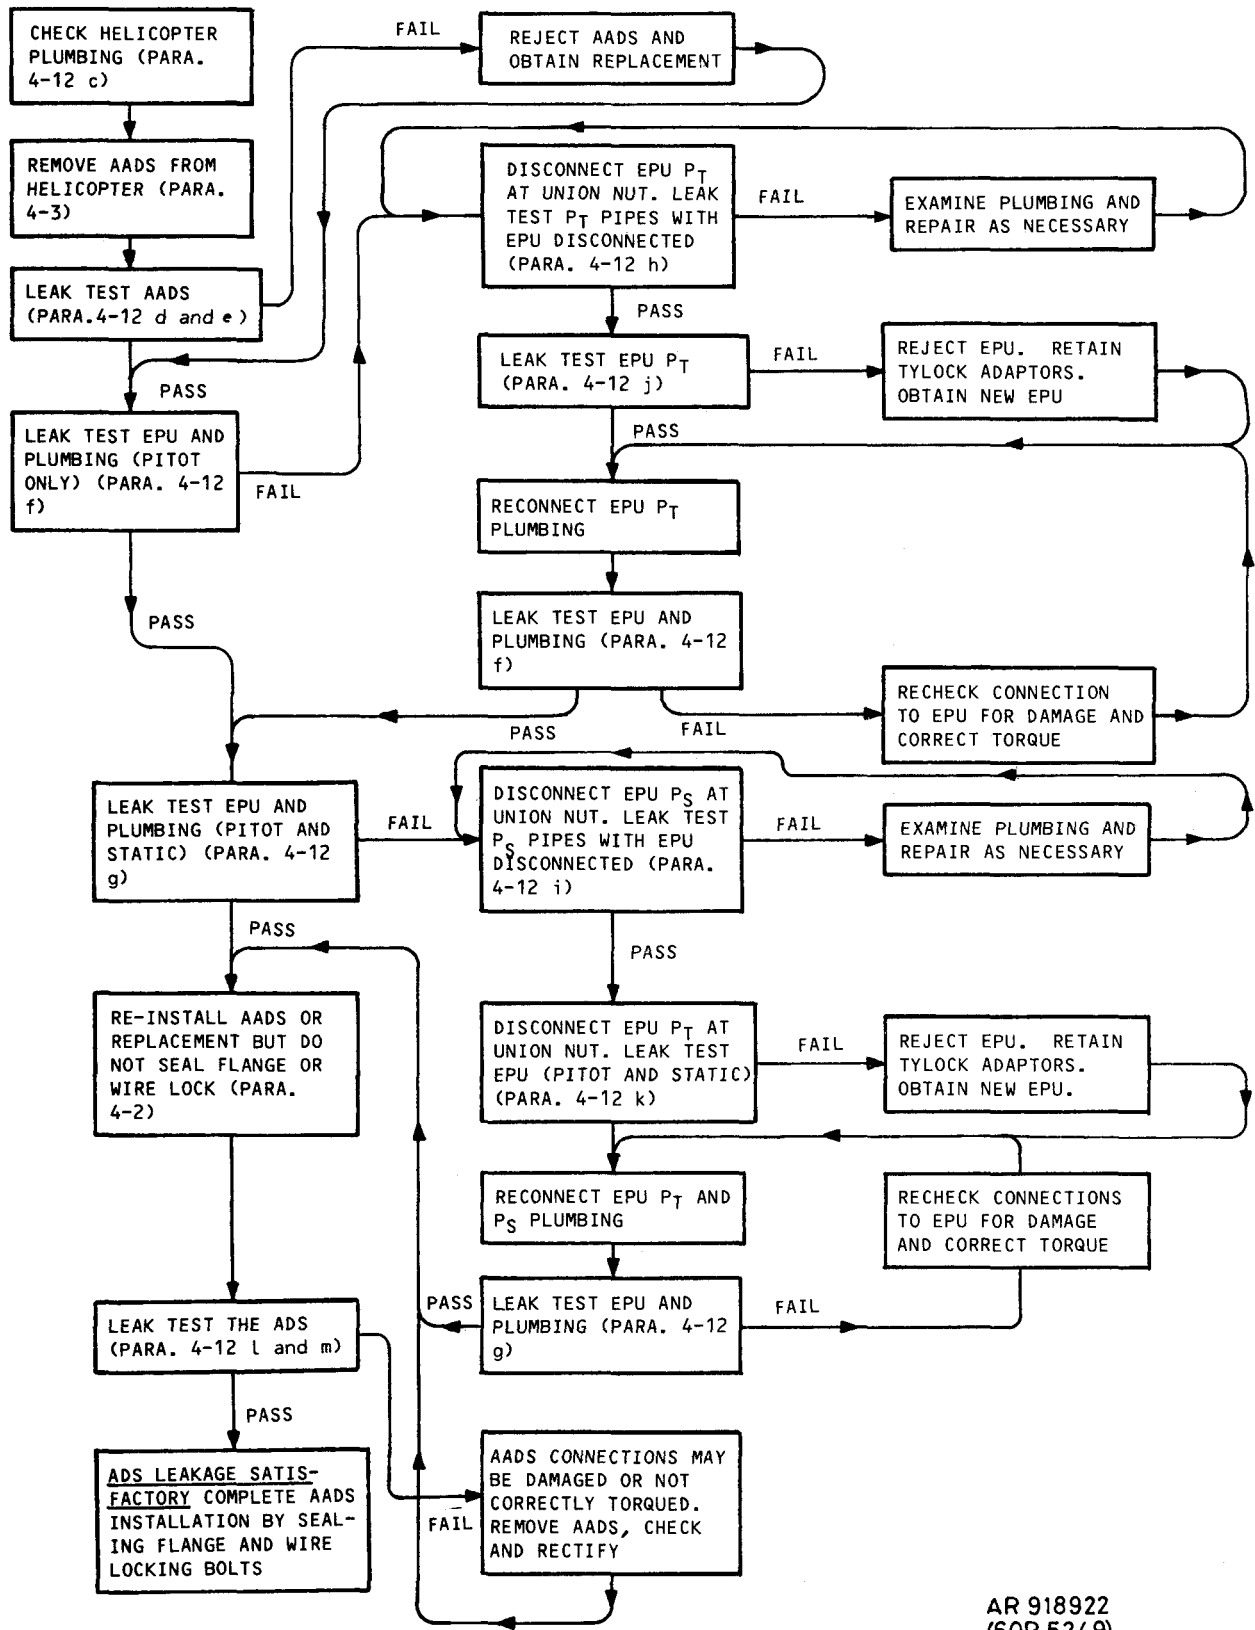 CHECK HELICOPTER
PLUMBING (PARA.
4-12 c)
FAIL
REJECT AADS AND
OBTAIN REPLACEMENT
REMOVE AADS FROM
HELICOPTER (PARA.
4-3)
DISCONNECT EPU PT
AT UNION NUT. LEAK
TEST PT PIPES WITH
EPU DISCONNECTED
(PARA. 4-12 h)
FAIL
EXAMINE PLUMBING AND
REPAIR AS NECESSARY
LEAK TEST AADS
(PARA.4-12 d and e)
PASS
PASS
LEAK TEST EPU PT
(PARA. 4-12 j)
FAIL
REJECT EPU. RETAIN
TYLOCK ADAPTORS.
OBTAIN NEW EPU
LEAK TEST EPU AND
PLUMBING (PITOT
ONLY) (PARA. 4-12
f)
FAIL
PASS
RECONNECT EPU PT
PLUMBING
LEAK TEST EPU AND
PLUMBING (PARA. 4-12
f)
PASS
PASS
FAIL
RECHECK CONNECTION
TO EPU FOR DAMAGE AND
CORRECT TORQUE
LEAK TEST EPU AND
PLUMBING (PITOT AND
STATIC) (PARA. 4-12
g)
FAIL
DISCONNECT EPU PS AT
UNION NUT. LEAK TEST
PS PIPES WITH EPU
DISCONNECTED (PARA.
4-12 i)
FAIL
EXAMINE PLUMBING AND
REPAIR AS NECESSARY
PASS
PASS
RE-INSTALL AADS OR
REPLACEMENT BUT DO
NOT SEAL FLANGE OR
WIRE LOCK (PARA.
4-2)
DISCONNECT EPU PT AT
UNION NUT. LEAK TEST
EPU (PITOT AND STATIC)
(PARA. 4-12 k)
FAIL
REJECT EPU. RETAIN
TYLOCK ADAPTORS.
OBTAIN NEW EPU.
RECONNECT EPU PT AND
PS PLUMBING
RECHECK CONNECTIONS
TO EPU FOR DAMAGE
AND CORRECT TORQUE
LEAK TEST THE ADS
(PARA. 4-12 l and m)
PASS
LEAK TEST EPU AND
PLUMBING (PARA. 4-12
g)
FAIL
PASS
ADS LEAKAGE SATIS-
FACTORY COMPLETE AADS
INSTALLATION BY SEAL-
ING FLANGE AND WIRE
LOCKING BOLTS
FAIL
AADS CONNECTIONS MAY
BE DAMAGED OR NOT
CORRECTLY TORQUED.
REMOVE AADS, CHECK
AND RECTIFY
AR 918922
(60R 5249)